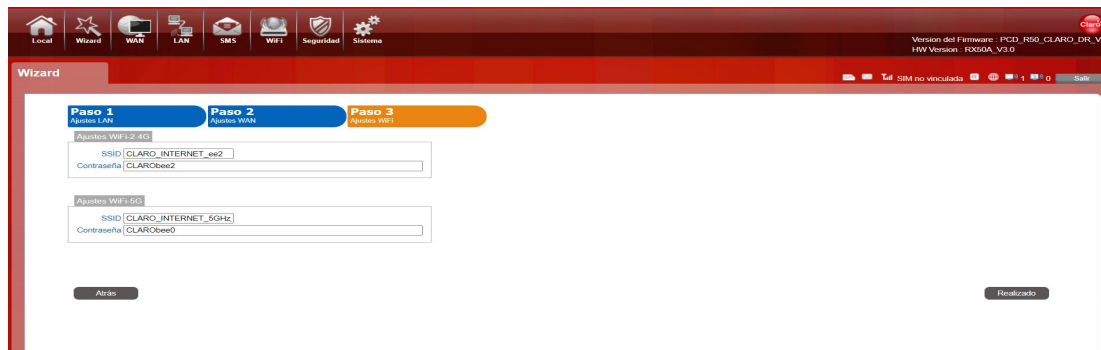 Claro
Local Wizard WAN LAN SMS WiFi Seguridad Sistema
Version del Firmware : PCD_R50_CLARO_DR_V
HW Version : RX50A_V3.0
Wizard
SIM no vinculada 1 0 Salir
Paso 1 Paso 2 Paso 3
Ajustes LAN Ajustes WAN Ajustes WiFi
Ajustes WiFi-2.4G
SSID CLARO_INTERNET_ee2
Contraseña CLARObee2
Ajustes WiFi-5G
SSID CLARO_INTERNET_5GHz_
Contraseña CLARObee0
Atrás Realizado